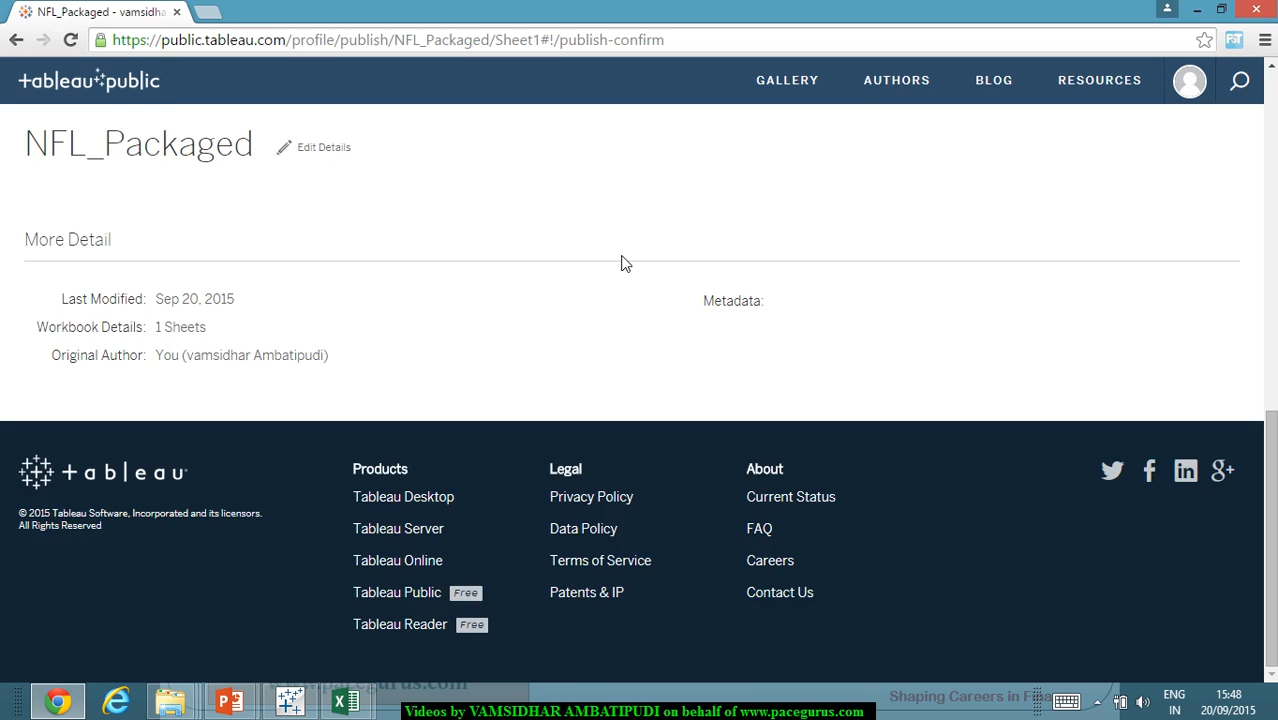 NFL_Packaged - vamsidha
https://public.tableau.com/profile/publish/NFL_Packaged/Sheet1#!/publish-confirm
+tableau+public
GALLERY AUTHORS BLOG RESOURCES
NFL_Packaged Edit Details
More Detail
Last Modified: Sep 20, 2015
Metadata:
Workbook Details: 1 Sheets
Original Author: You (vamsidhar Ambatipudi)
+ a b | e a u
© 2015 Tableau Software, Incorporated and its licensors.
All Rights Reserved
Products
Tableau Desktop
Tableau Server
Tableau Online
Tableau Public Free
Tableau Reader Free
Legal
Privacy Policy
Data Policy
Terms of Service
Patents & IP
About
Current Status
FAQ
Careers
Contact Us
www.pacegurus.com
Shaping Careers in Fina
ENG
IN
15:48
20/09/2015
Videos by VAMSIDHAR AMBATIPUDI on behalf of www.pacegurus.com